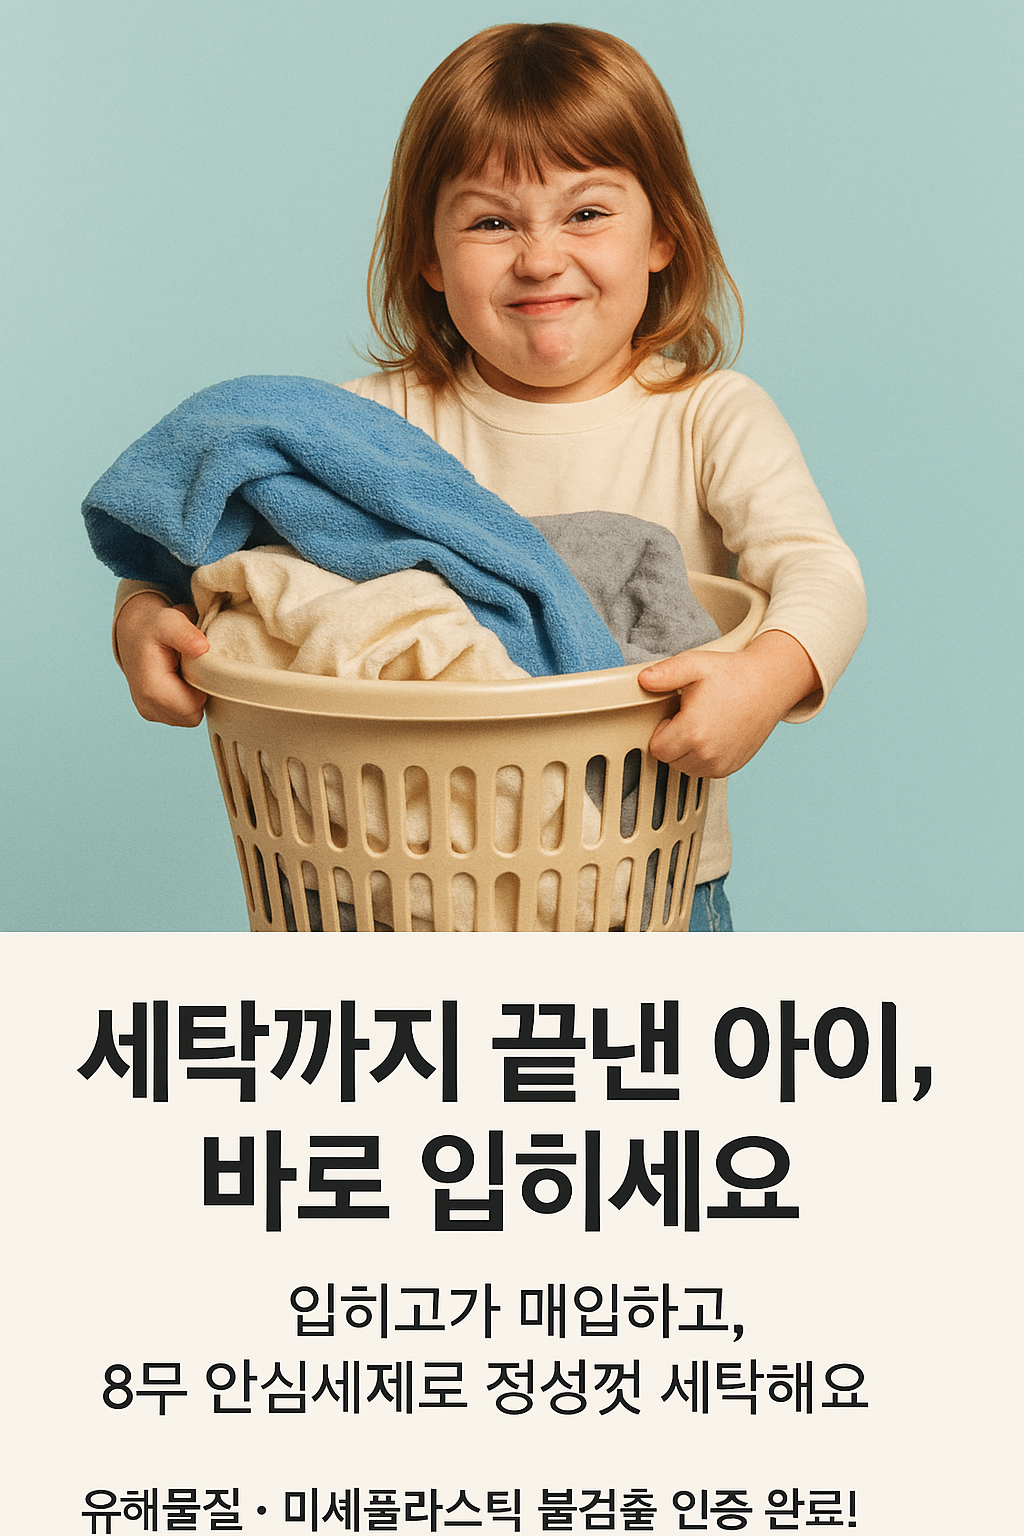 세탁까지 끝낸 아이,
바로 입히세요
입히고가 매입하고,
8무 안심세제로 정성껏 세탁해요
유해물질 • 미세플라스틱 불검출 인증 완료!